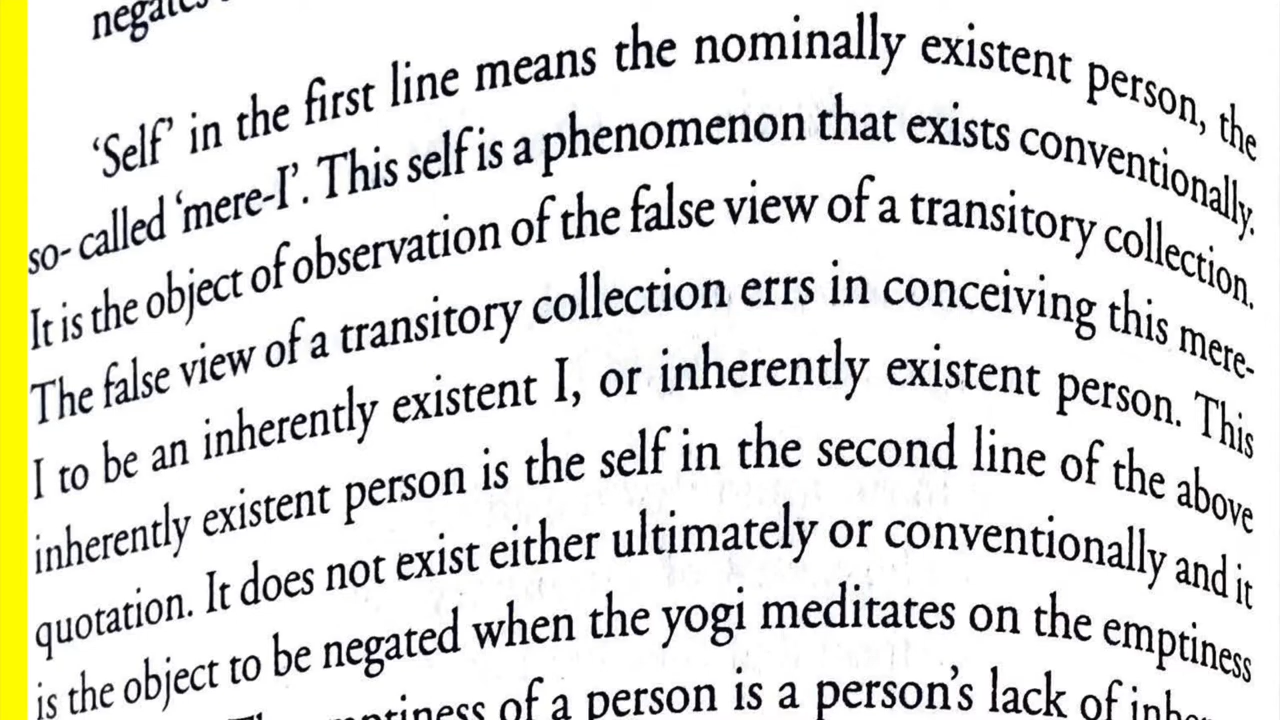 negates
‘Self’ in the first line means the nominally existent person, the
so- called ‘mere-I’. This self is a phenomenon that exists conventionally.
It is the object of observation of the false view of a transitory collection.
The false view of a transitory collection errs in conceiving this mere-
I to be an inherently existent I, or inherently existent person. This
inherently existent person is the self in the second line of the above
quotation. It does not exist either ultimately or conventionally and it
is the object to be negated when the yogi meditates on the emptiness
of a person is a person’s lack of